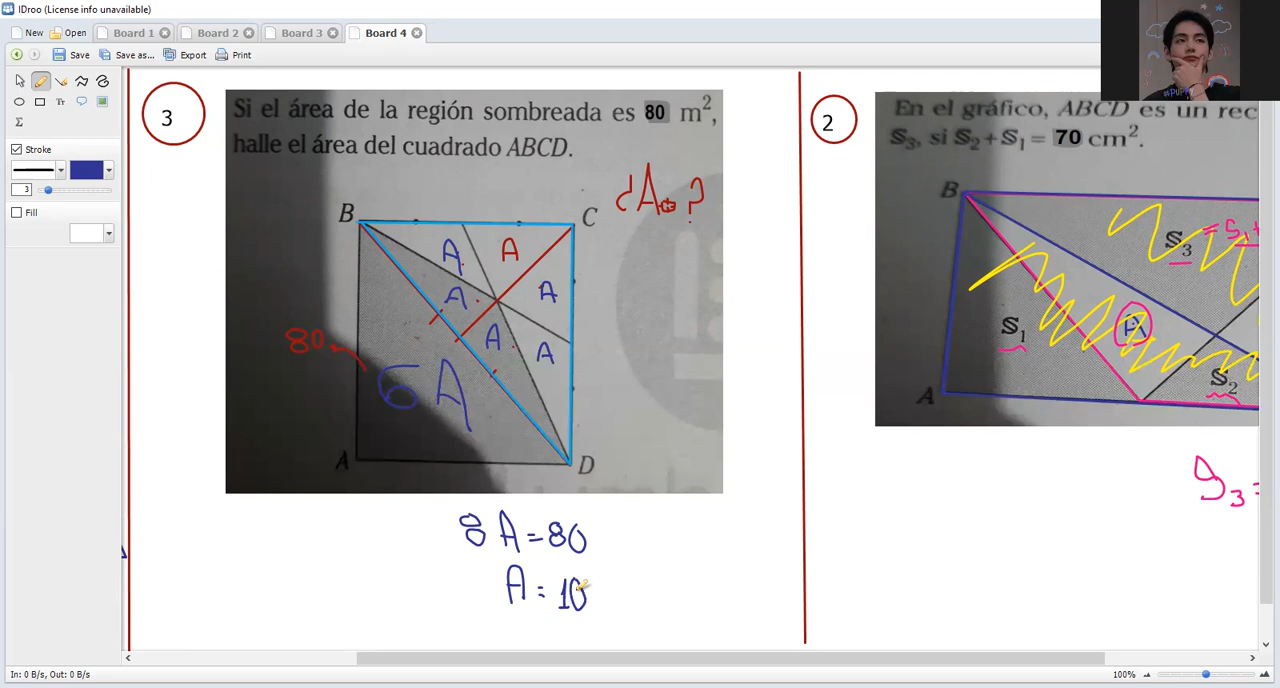 IDroo (License info unavailable)
New Open Board 1 Board 2 Board 3 Board 4
Save Save as... Export Print
Tr
Σ
Stroke
3
Fill
3
Si el área de la región sombreada es 80 m²,
halle el área del cuadrado ABCD.
¿A ?
B
C
A
A
A
A
A
A
80
6A
A
D
8A = 80
A = 10
2
En el gráfico, ABCD es un rec
S₃, si S₂ + S₁ = 70 cm².
B
S₃ = S₁ +
S₁
A
S₂
A
S₃ =
In: 0 B/s, Out: 0 B/s
100%